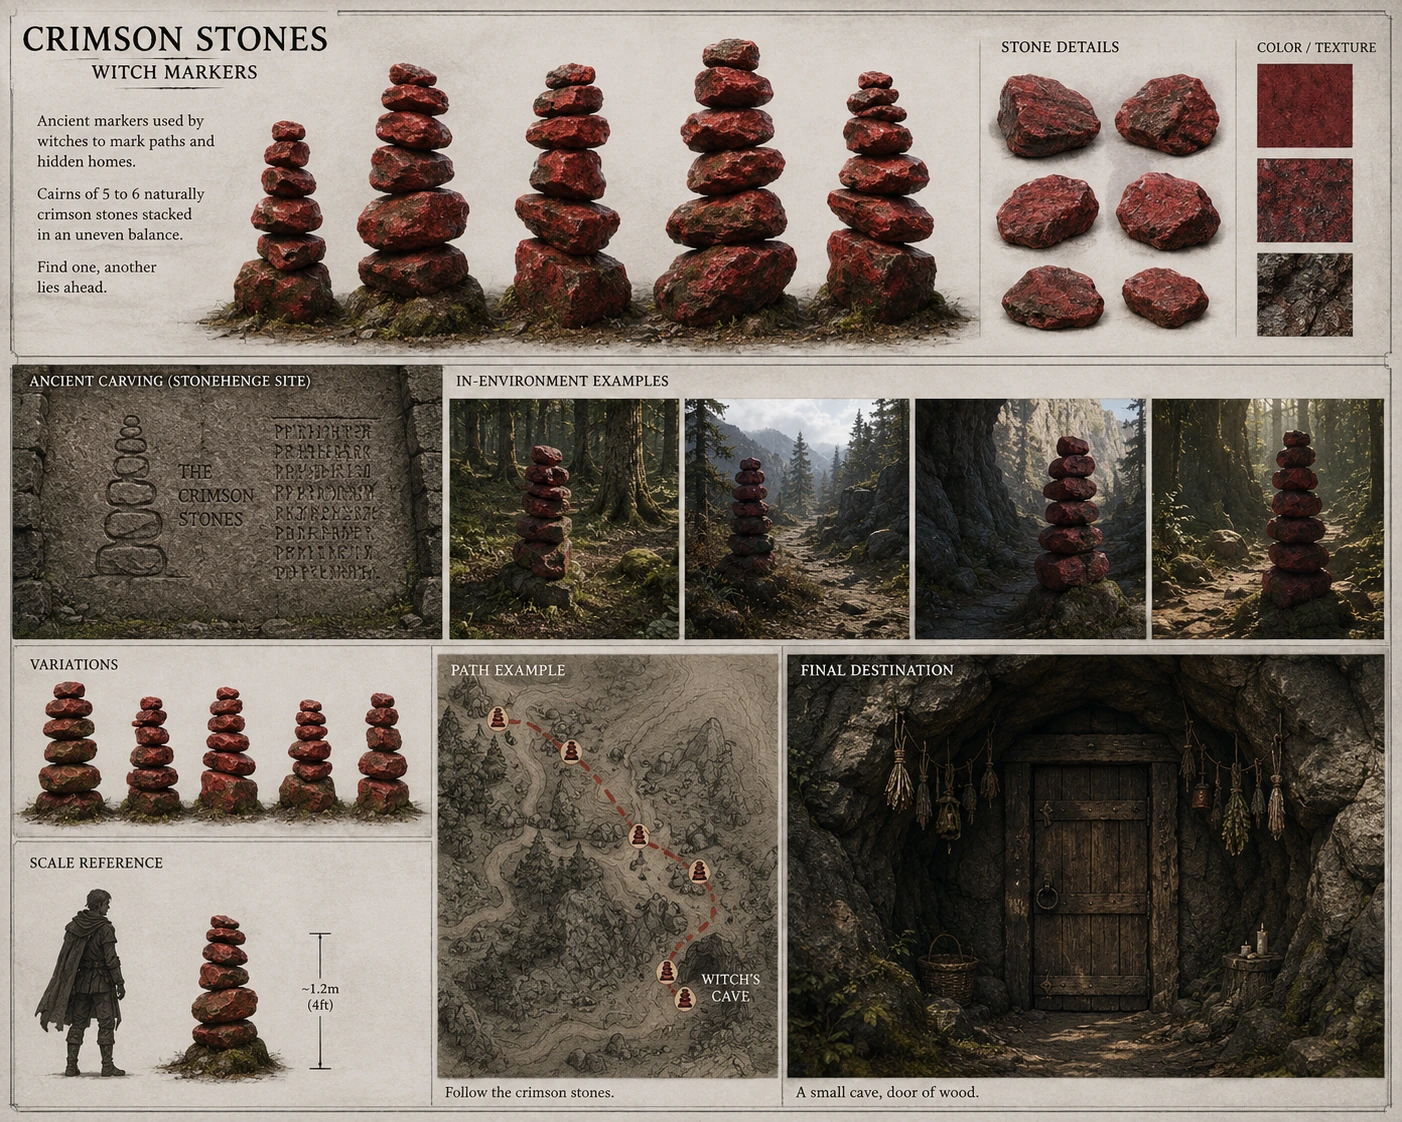 CRIMSON STONES
WITCH MARKERS
Ancient markers used by
witches to mark paths and
hidden homes.
Cairns of 5 to 6 naturally
crimson stones stacked
in an uneven balance.
Find one, another
lies ahead.
STONE DETAILS
COLOR / TEXTURE
ANCIENT CARVING (STONEHENGE SITE)
THE
CRIMSON
STONES
IN-ENVIRONMENT EXAMPLES
VARIATIONS
SCALE REFERENCE
~1.2m
(4ft)
PATH EXAMPLE
WITCH'S
CAVE
Follow the crimson stones.
FINAL DESTINATION
A small cave, door of wood.